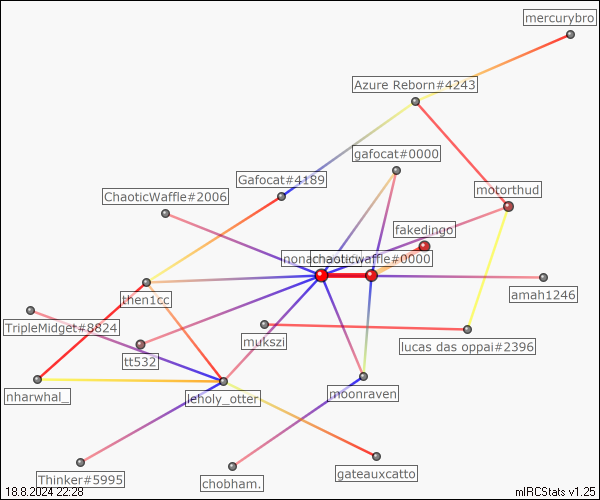 mercurybro
Azure Reborn#4243
gafocat#0000
Gafocat#4189
motorthud
ChaoticWaffle#2006
fakedingo
chaoticwaffle#0000
amah1246
then1cc
TripleMidget#8824
mukszi
lucas das oppai#2396
tt532
nharwhal_
leholy_otter
moonraven
gateauxcatto
Thinker#5995
chobham.
18.8.2024 22:28
mIRCStats v1.25